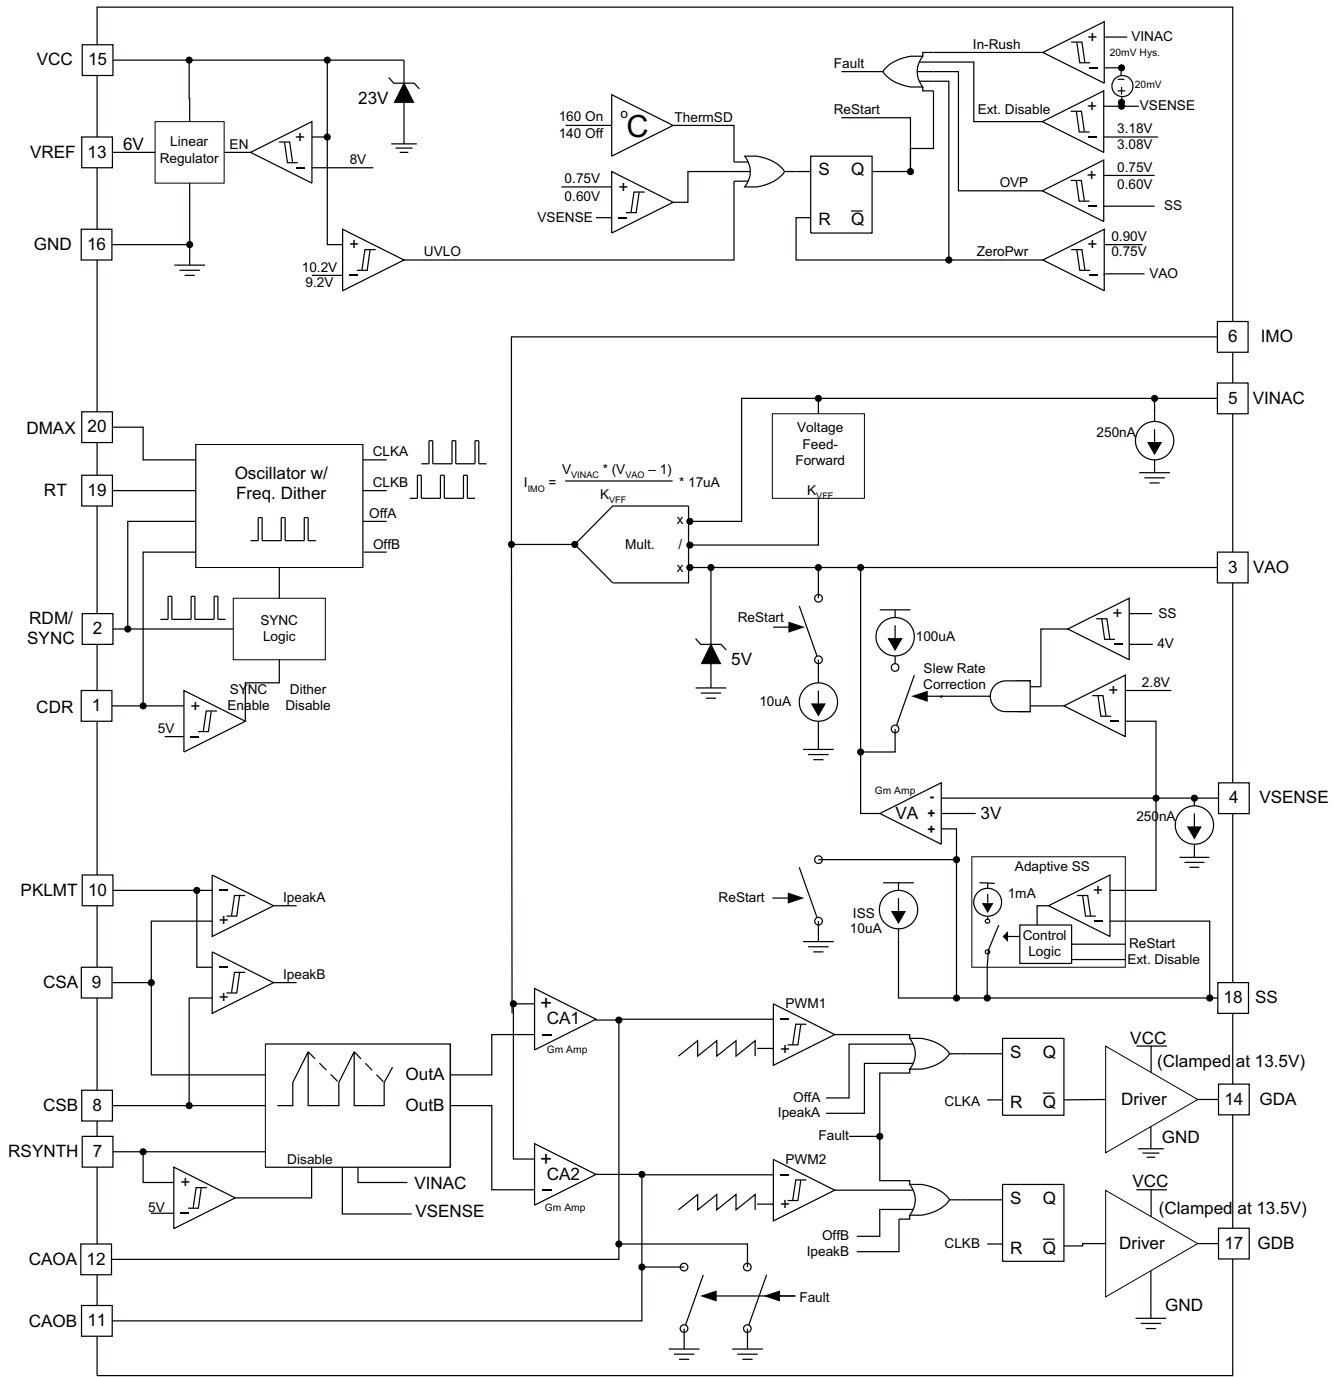 VCC 15
23V
VREF 13 6V
Linear
Regulator
EN
8V
GND 16
10.2V
9.2V
UVLO
160 On
140 Off
°C
ThermSD
0.75V
0.60V
VSENSE
S Q
R Q
Fault
ReStart
In-Rush
VINAC
20mV Hys.
20mV
Ext. Disable
VSENSE
3.18V
3.08V
OVP
0.75V
0.60V
SS
ZeroPwr
0.90V
0.75V
VAO
6 IMO
5 VINAC
250nA
Voltage
Feed-
Forward
KVFF
IIMO = VVINAC * (VVAO – 1) / KVFF * 17uA
x
Mult. /
x
3 VAO
DMAX 20
RT 19
Oscillator w/
Freq. Dither
CLKA
CLKB
OffA
OffB
RDM/
SYNC 2
SYNC
Logic
CDR 1
SYNC
Enable
Dither
Disable
5V
ReStart
5V
10uA
100uA
Slew Rate
Correction
SS
4V
2.8V
Gm Amp
VA
3V
4 VSENSE
250nA
ReStart
ISS
10uA
Adaptive SS
1mA
Control
Logic
ReStart
Ext. Disable
18 SS
PKLMT 10
IpeakA
CSA 9
IpeakB
CSB 8
RSYNTH 7
OutA
OutB
Disable
VINAC
VSENSE
5V
CA1
Gm Amp
CA2
Gm Amp
PWM1
OffA
IpeakA
Fault
CLKA
S Q
R Q
VCC
(Clamped at 13.5V)
Driver
GND
14 GDA
PWM2
OffB
IpeakB
CLKB
S Q
R Q
VCC
(Clamped at 13.5V)
Driver
GND
17 GDB
CAOA 12
CAOB 11
Fault